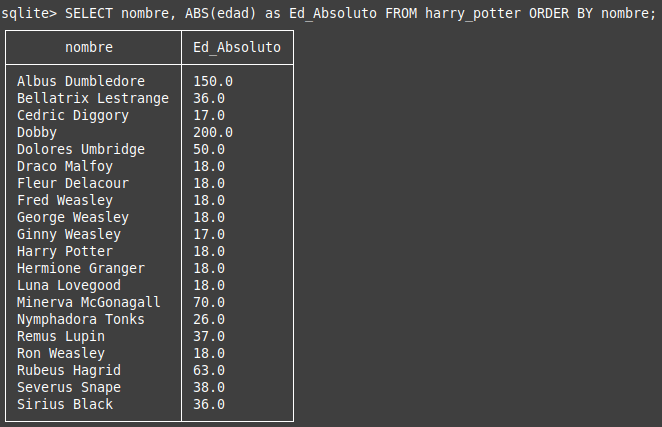 sqlite> SELECT nombre, ABS(edad) as Ed_Absoluto FROM harry_potter ORDER BY nombre;
nombre Ed_Absoluto
Albus Dumbledore 150.0
Bellatrix Lestrange 36.0
Cedric Diggory 17.0
Dobby 200.0
Dolores Umbridge 50.0
Draco Malfoy 18.0
Fleur Delacour 18.0
Fred Weasley 18.0
George Weasley 18.0
Ginny Weasley 17.0
Harry Potter 18.0
Hermione Granger 18.0
Luna Lovegood 18.0
Minerva McGonagall 70.0
Nymphadora Tonks 26.0
Remus Lupin 37.0
Ron Weasley 18.0
Rubeus Hagrid 63.0
Severus Snape 38.0
Sirius Black 36.0